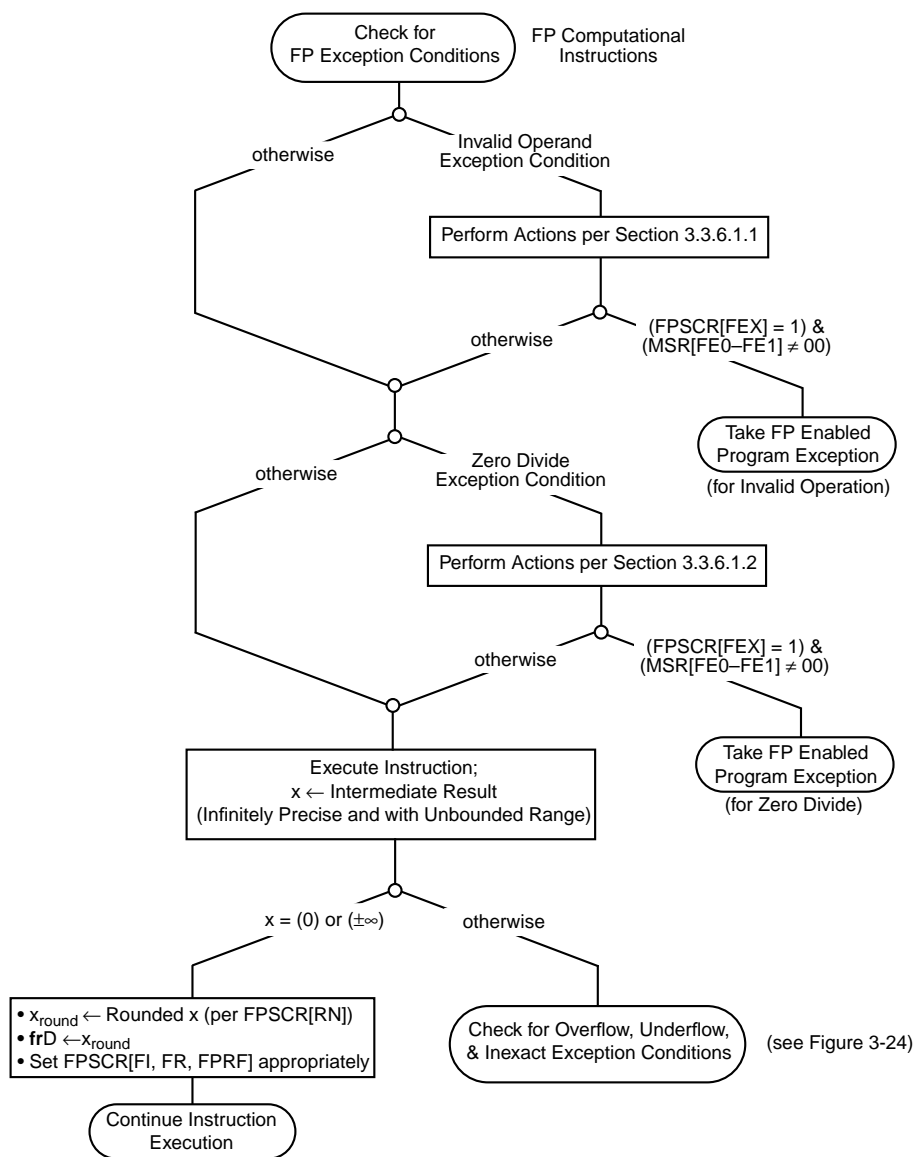 Check for
FP Exception Conditions
FP Computational
Instructions
otherwise
Invalid Operand
Exception Condition
Perform Actions per Section 3.3.6.1.1
otherwise
(FPSCR[FEX] = 1) &
(MSR[FE0–FE1] ≠ 00)
Take FP Enabled
Program Exception
(for Invalid Operation)
otherwise
Zero Divide
Exception Condition
Perform Actions per Section 3.3.6.1.2
otherwise
(FPSCR[FEX] = 1) &
(MSR[FE0–FE1] ≠ 00)
Take FP Enabled
Program Exception
(for Zero Divide)
Execute Instruction;
x ← Intermediate Result
(Infinitely Precise and with Unbounded Range)
x = (0) or (±∞)
otherwise
• xround ← Rounded x (per FPSCR[RN])
• frD ←xround
• Set FPSCR[FI, FR, FPRF] appropriately
Continue Instruction
Execution
Check for Overflow, Underflow,
& Inexact Exception Conditions
(see Figure 3-24)